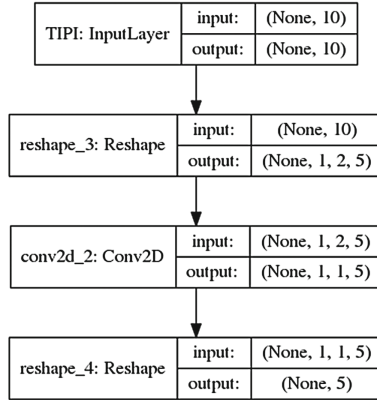 TIPI: InputLayer
input: (None, 10)
output: (None, 10)
reshape_3: Reshape
input: (None, 10)
output: (None, 1, 2, 5)
conv2d_2: Conv2D
input: (None, 1, 2, 5)
output: (None, 1, 1, 5)
reshape_4: Reshape
input: (None, 1, 1, 5)
output: (None, 5)